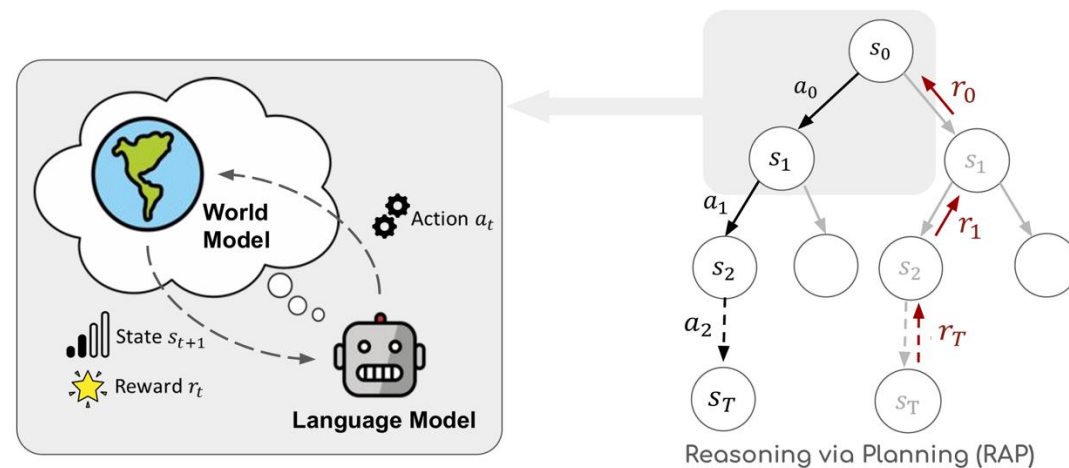 World
Model
Action a_t
State s_{t+1}
Reward r_t
Language Model
s_0
a_0
r_0
s_1
s_1
a_1
r_1
s_2
s_2
a_2
r_T
s_T
s_T
Reasoning via Planning (RAP)